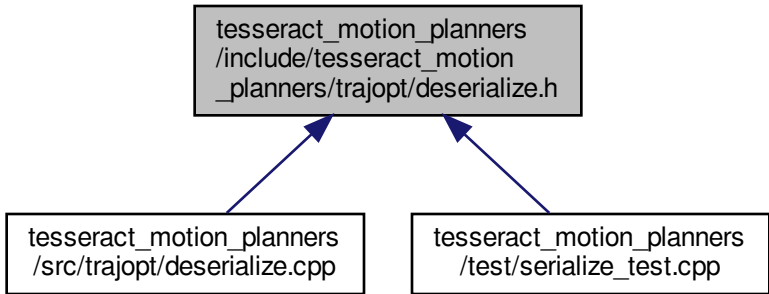 tesseract_motion_planners
/include/tesseract_motion
_planners/trajopt/deserialize.h
tesseract_motion_planners
/src/trajopt/deserialize.cpp
tesseract_motion_planners
/test/serialize_test.cpp